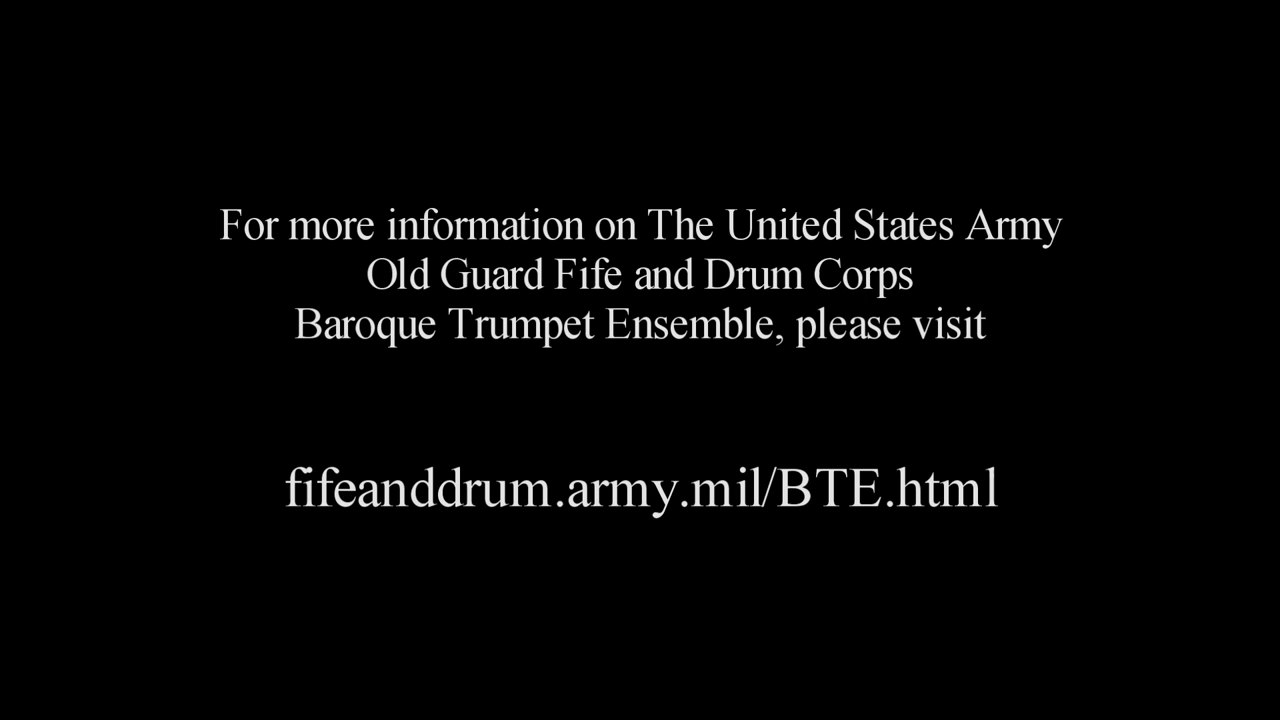 For more information on The United States Army
Old Guard Fife and Drum Corps
Baroque Trumpet Ensemble, please visit
fifeanddrum.army.mil/BTE.html